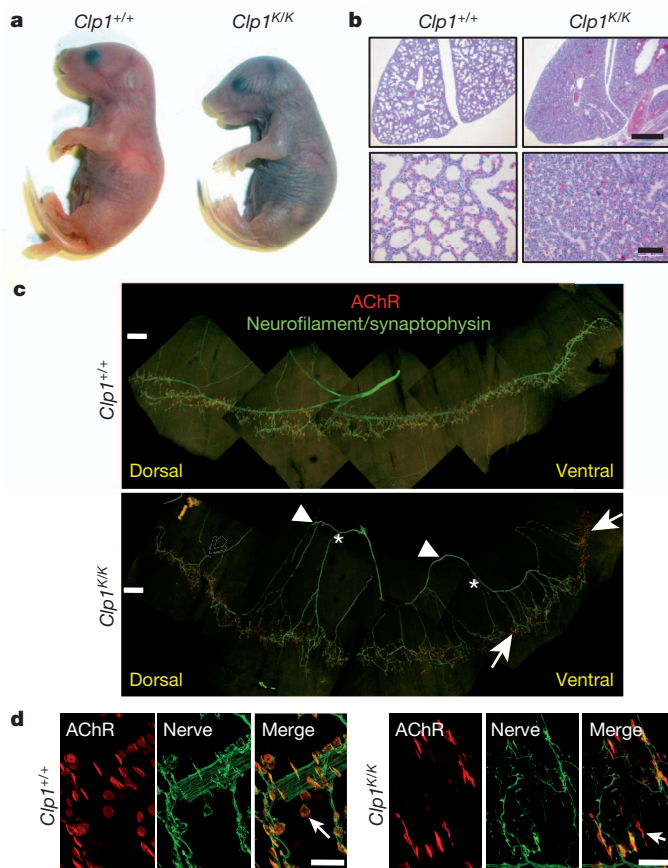 a
Clp1+/+
Clp1K/K
b
Clp1+/+
Clp1K/K
c
AChR
Neurofilament/synaptophysin
Clp1+/+
Dorsal
Ventral
Clp1K/K
*
*
Dorsal
Ventral
d
Clp1+/+
AChR
Nerve
Merge
Clp1K/K
AChR
Nerve
Merge